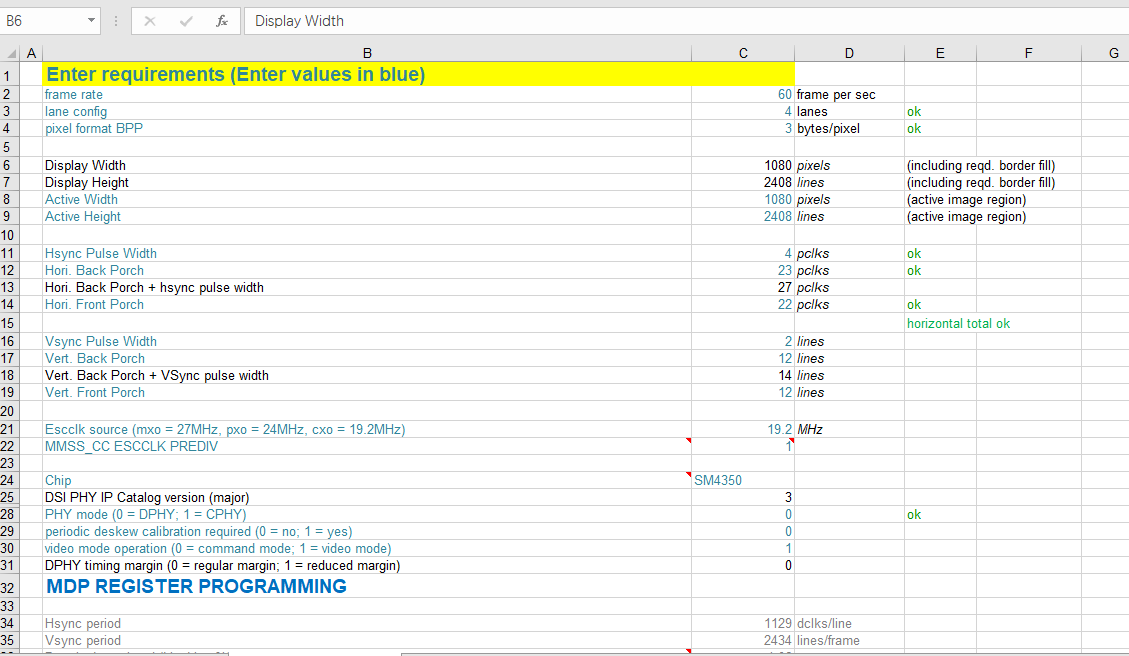 B6 fx Display Width
A B C D E F G
1 Enter requirements (Enter values in blue)
2 frame rate 60 frame per sec
3 lane config 4 lanes ok
4 pixel format BPP 3 bytes/pixel ok
5
6 Display Width 1080 pixels (including reqd. border fill)
7 Display Height 2408 lines (including reqd. border fill)
8 Active Width 1080 pixels (active image region)
9 Active Height 2408 lines (active image region)
10
11 Hsync Pulse Width 4 pclks ok
12 Hori. Back Porch 23 pclks ok
13 Hori. Back Porch + hsync pulse width 27 pclks
14 Hori. Front Porch 22 pclks ok
15 horizontal total ok
16 Vsync Pulse Width 2 lines
17 Vert. Back Porch 12 lines
18 Vert. Back Porch + VSync pulse width 14 lines
19 Vert. Front Porch 12 lines
20
21 Escclk source (mxo = 27MHz, pxo = 24MHz, cxo = 19.2MHz) 19.2 MHz
22 MMSS_CC ESCCLK PREDIV 1
23
24 Chip SM4350
25 DSI PHY IP Catalog version (major) 3
28 PHY mode (0 = DPHY; 1 = CPHY) 0 ok
29 periodic deskew calibration required (0 = no; 1 = yes) 0
30 video mode operation (0 = command mode; 1 = video mode) 1
31 DPHY timing margin (0 = regular margin; 1 = reduced margin) 0
32 MDP REGISTER PROGRAMMING
33
34 Hsync period 1129 dclks/line
35 Vsync period 2434 lines/frame